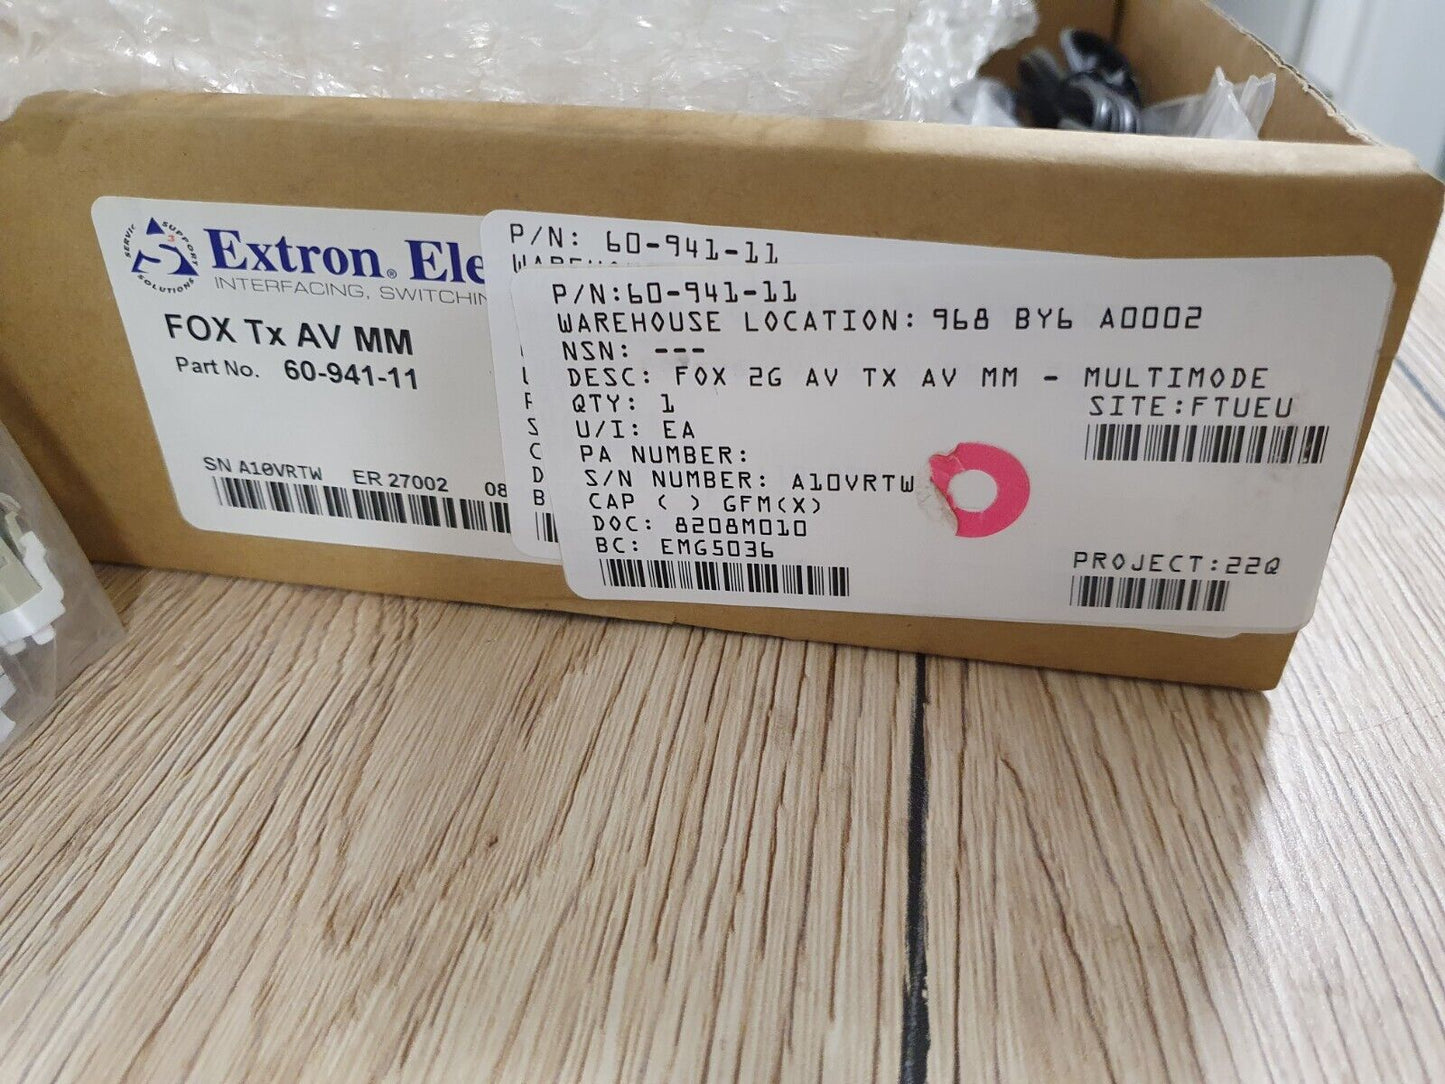 SERVICE SUPPORT SOLUTIONS
3
Extron® Ele
INTERFACING, SWITCHIN
FOX Tx AV MM
Part No. 60-941-11
SN A10VRTW ER 27002 08
P/N: 60-941-11
P/N:60-941-11
WAREHOUSE LOCATION: 968 BY6 A0002
NSN: ---
DESC: FOX 2G AV TX AV MM - MULTIMODE
QTY: 1
SITE:FTUEU
U/I: EA
PA NUMBER:
S/N NUMBER: A10VRTW
CAP ( ) GFM(X)
DOC: 8208M010
BC: EMG5036
PROJECT:22Q